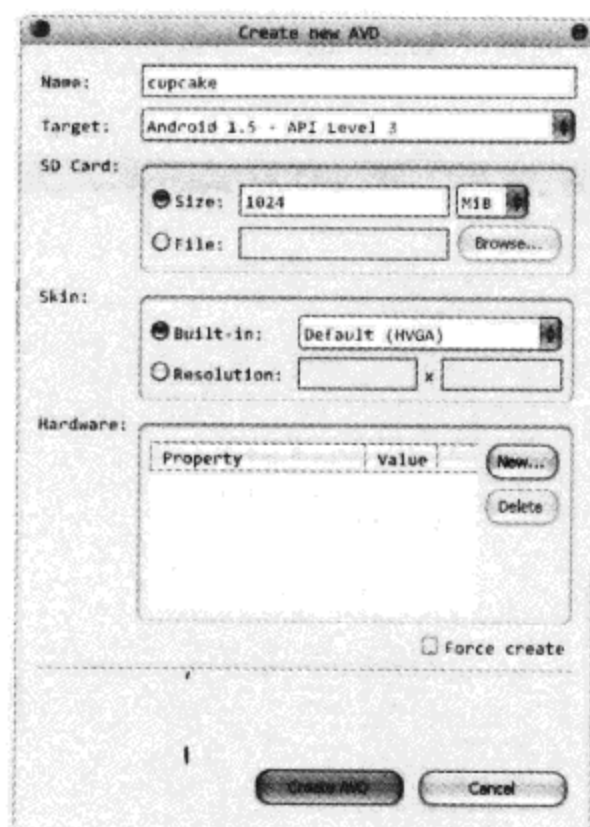 Create new AVD
Name: cupcake
Target: Android 1.5 - API Level 3
SD Card:
Size: 1024 MiB
File: Browse...
Skin:
Built-in: Default (HVGA)
Resolution: x
Hardware:
Property Value New...
Delete
Force create
Create AVD Cancel